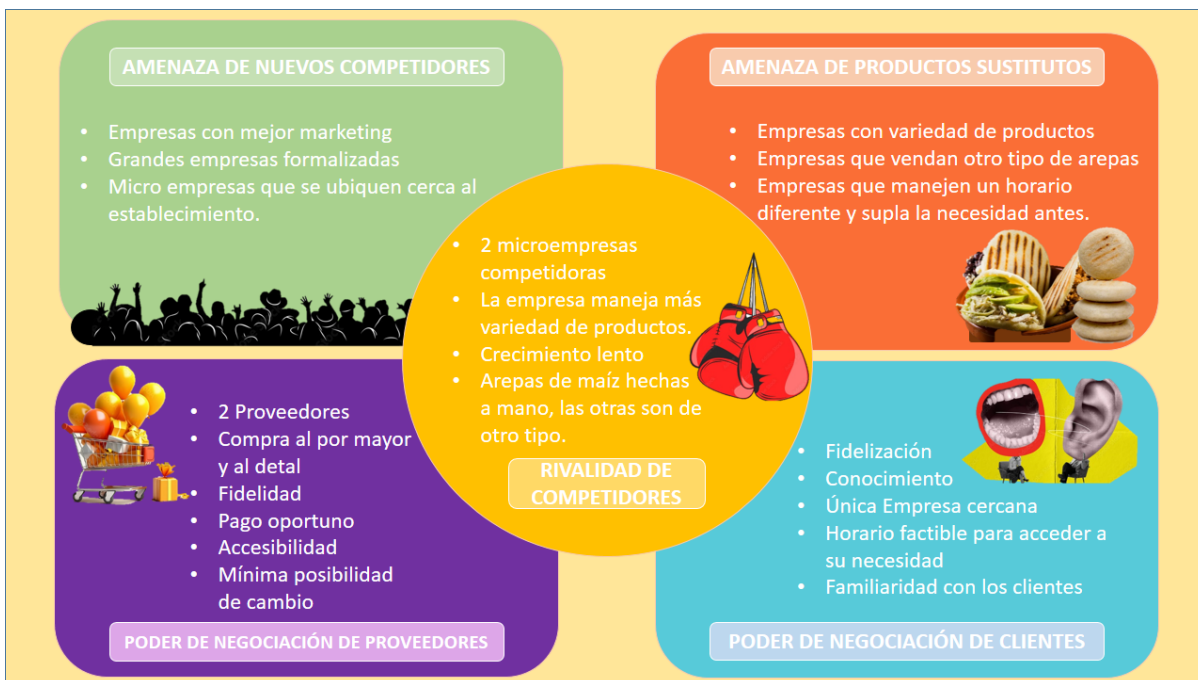 AMENAZA DE NUEVOS COMPETIDORES
• Empresas con mejor marketing
• Grandes empresas formalizadas
• Micro empresas que se ubiquen cerca al
establecimiento.
AMENAZA DE PRODUCTOS SUSTITUTOS
• Empresas con variedad de productos
• Empresas que vendan otro tipo de arepas
• Empresas que manejen un horario
diferente y supla la necesidad antes.
• 2 microempresas
competidoras
• La empresa maneja más
variedad de productos.
• Crecimiento lento
• Arepas de maíz hechas
a mano, las otras son de
otro tipo.
RIVALIDAD DE
COMPETIDORES
• 2 Proveedores
• Compra al por mayor
y al detal
• Fidelidad
• Pago oportuno
• Accesibilidad
• Mínima posibilidad
de cambio
PODER DE NEGOCIACIÓN DE PROVEEDORES
• Fidelización
• Conocimiento
• Única Empresa cercana
• Horario factible para acceder a
su necesidad
• Familiaridad con los clientes
PODER DE NEGOCIACIÓN DE CLIENTES